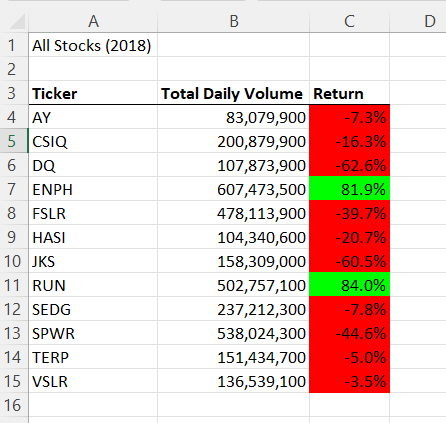 A B C D
1 All Stocks (2018)
2
3 Ticker Total Daily Volume Return
4 AY 83,079,900 -7.3%
5 CSIQ 200,879,900 -16.3%
6 DQ 107,873,900 -62.6%
7 ENPH 607,473,500 81.9%
8 FSLR 478,113,900 -39.7%
9 HASI 104,340,600 -20.7%
10 JKS 158,309,000 -60.5%
11 RUN 502,757,100 84.0%
12 SEDG 237,212,300 -7.8%
13 SPWR 538,024,300 -44.6%
14 TERP 151,434,700 -5.0%
15 VSLR 136,539,100 -3.5%
16